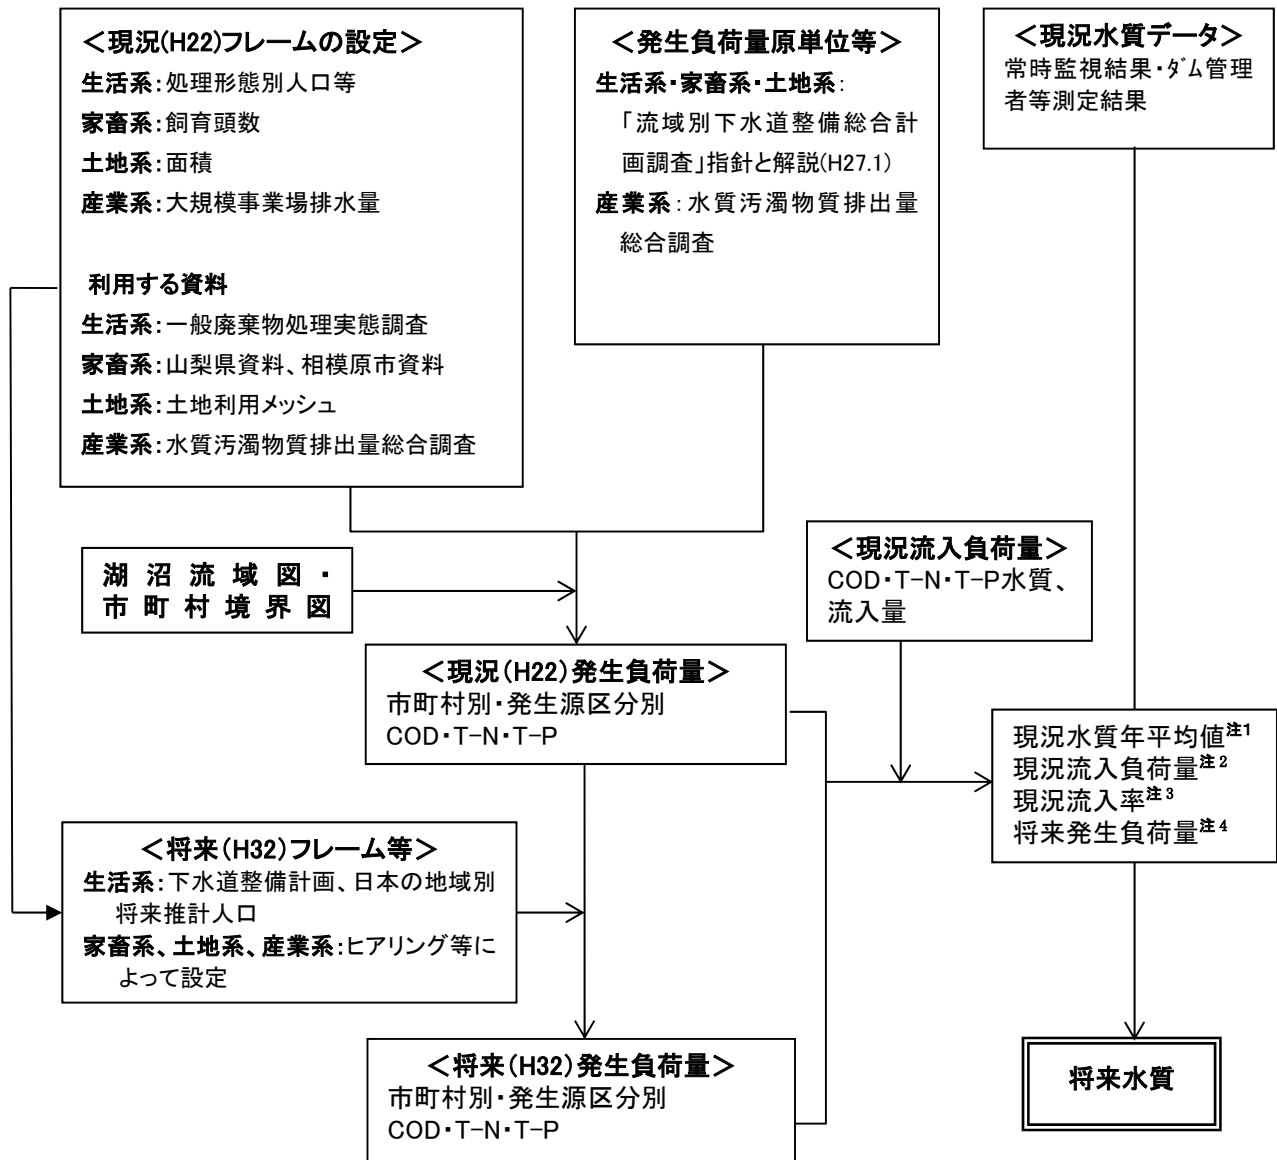 ＜現況(H22)フレームの設定＞
生活系：処理形態別人口等
家畜系：飼育頭数
土地系：面積
産業系：大規模事業場排水量
利用する資料
生活系：一般廃棄物処理実態調査
家畜系：山梨県資料、相模原市資料
土地系：土地利用メッシュ
産業系：水質汚濁物質排出量総合調査
＜発生負荷量原単位等＞
生活系・家畜系・土地系：
「流域別下水道整備総合計
画調査」指針と解説(H27.1)
産業系：水質汚濁物質排出量
総合調査
＜現況水質データ＞
常時監視結果・ダム管理
者等測定結果
湖沼流域図・
市町村境界図
＜現況流入負荷量＞
COD・T-N・T-P水質、
流入量
＜現況(H22)発生負荷量＞
市町村別・発生源区分別
COD・T-N・T-P
現況水質年平均値注1
現況流入負荷量注2
現況流入率注3
将来発生負荷量注4
＜将来(H32)フレーム等＞
生活系：下水道整備計画、日本の地域別
将来推計人口
家畜系、土地系、産業系：ヒアリング等に
よって設定
＜将来(H32)発生負荷量＞
市町村別・発生源区分別
COD・T-N・T-P
将来水質